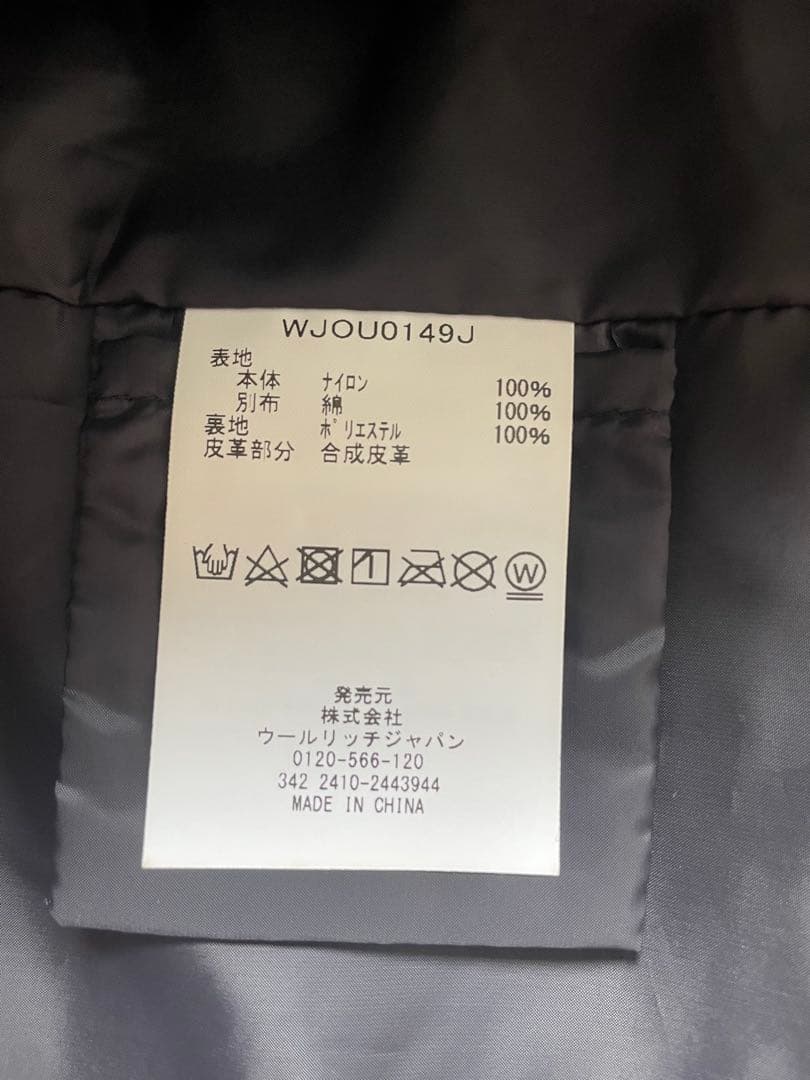 WJOU0149J
表地
本体 ナイロン 100%
別布 綿 100%
裏地 ポリエステル 100%
皮革部分 合成皮革
W
発売元
株式会社
ウールリッチジャパン
0120-566-120
342 2410-2443944
MADE IN CHINA